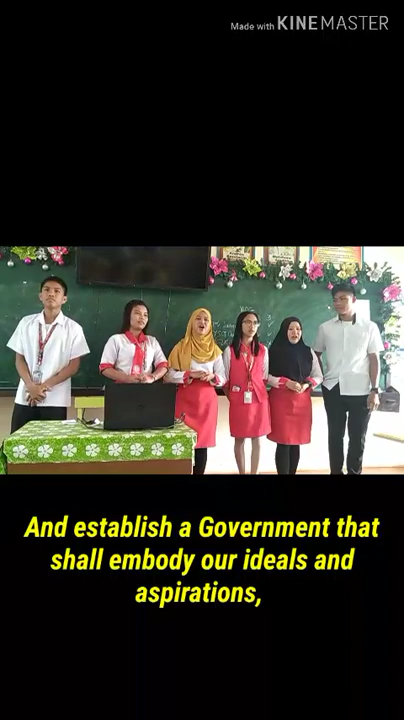 Made with KINEMASTER
And establish a Government that
shall embody our ideals and
aspirations,